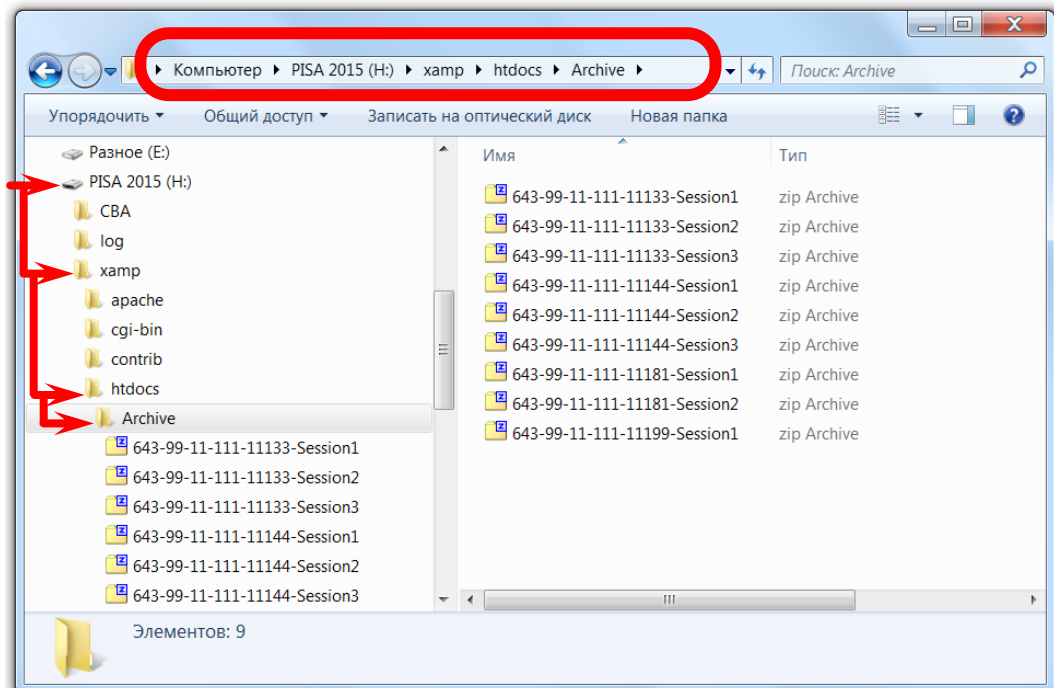 Компьютер PISA 2015 (H:) xamp htdocs Archive
Поиск: Archive
Упорядочить Общий доступ Записать на оптический диск Новая папка
Разное (E:)
PISA 2015 (H:)
CBA
log
xamp
apache
cgi-bin
contrib
htdocs
Archive
643-99-11-111-11133-Session1
643-99-11-111-11133-Session2
643-99-11-111-11133-Session3
643-99-11-111-11144-Session1
643-99-11-111-11144-Session2
643-99-11-111-11144-Session3
Имя Тип
643-99-11-111-11133-Session1 zip Archive
643-99-11-111-11133-Session2 zip Archive
643-99-11-111-11133-Session3 zip Archive
643-99-11-111-11144-Session1 zip Archive
643-99-11-111-11144-Session2 zip Archive
643-99-11-111-11144-Session3 zip Archive
643-99-11-111-11181-Session1 zip Archive
643-99-11-111-11181-Session2 zip Archive
643-99-11-111-11199-Session1 zip Archive
Элементов: 9